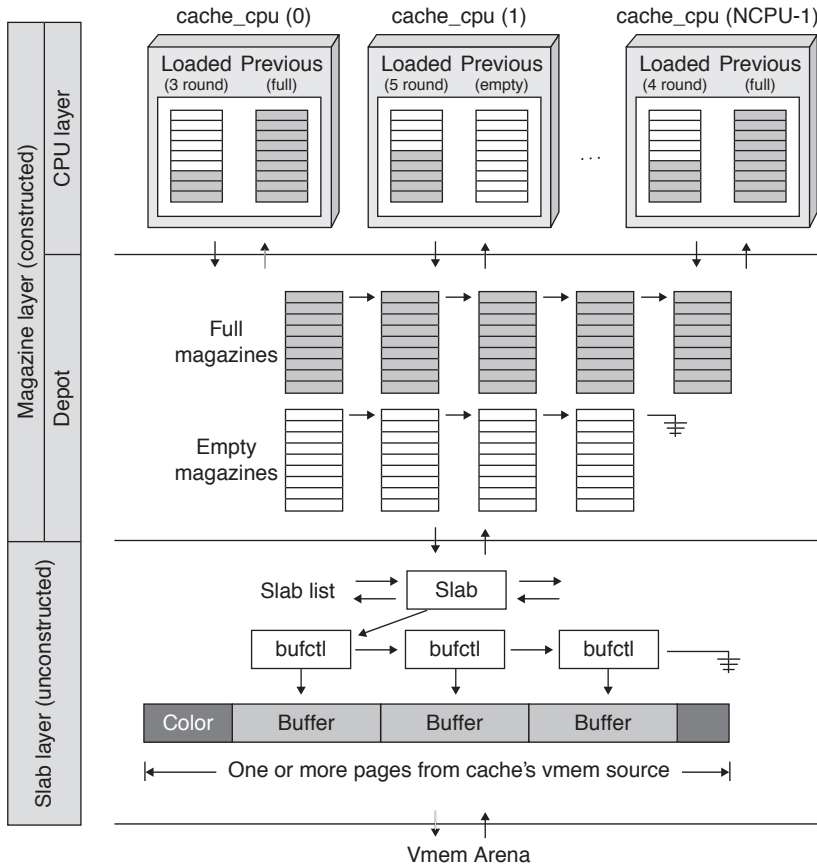 cache_cpu (0)
cache_cpu (1)
cache_cpu (NCPU-1)
Loaded
(3 round)
Previous
(full)
Loaded
(5 round)
Previous
(empty)
Loaded
(4 round)
Previous
(full)
...
Magazine layer (constructed)
CPU layer
Depot
Full
magazines
Empty
magazines
Slab layer (unconstructed)
Slab list
Slab
bufctl
bufctl
bufctl
Color
Buffer
Buffer
Buffer
One or more pages from cache's vmem source
Vmem Arena